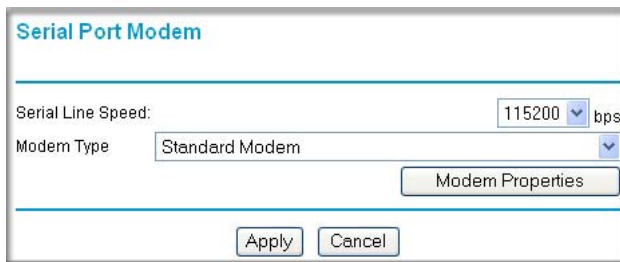 Serial Port Modem
Serial Line Speed: 115200 bps
Modem Type Standard Modem
Modem Properties
Apply Cancel